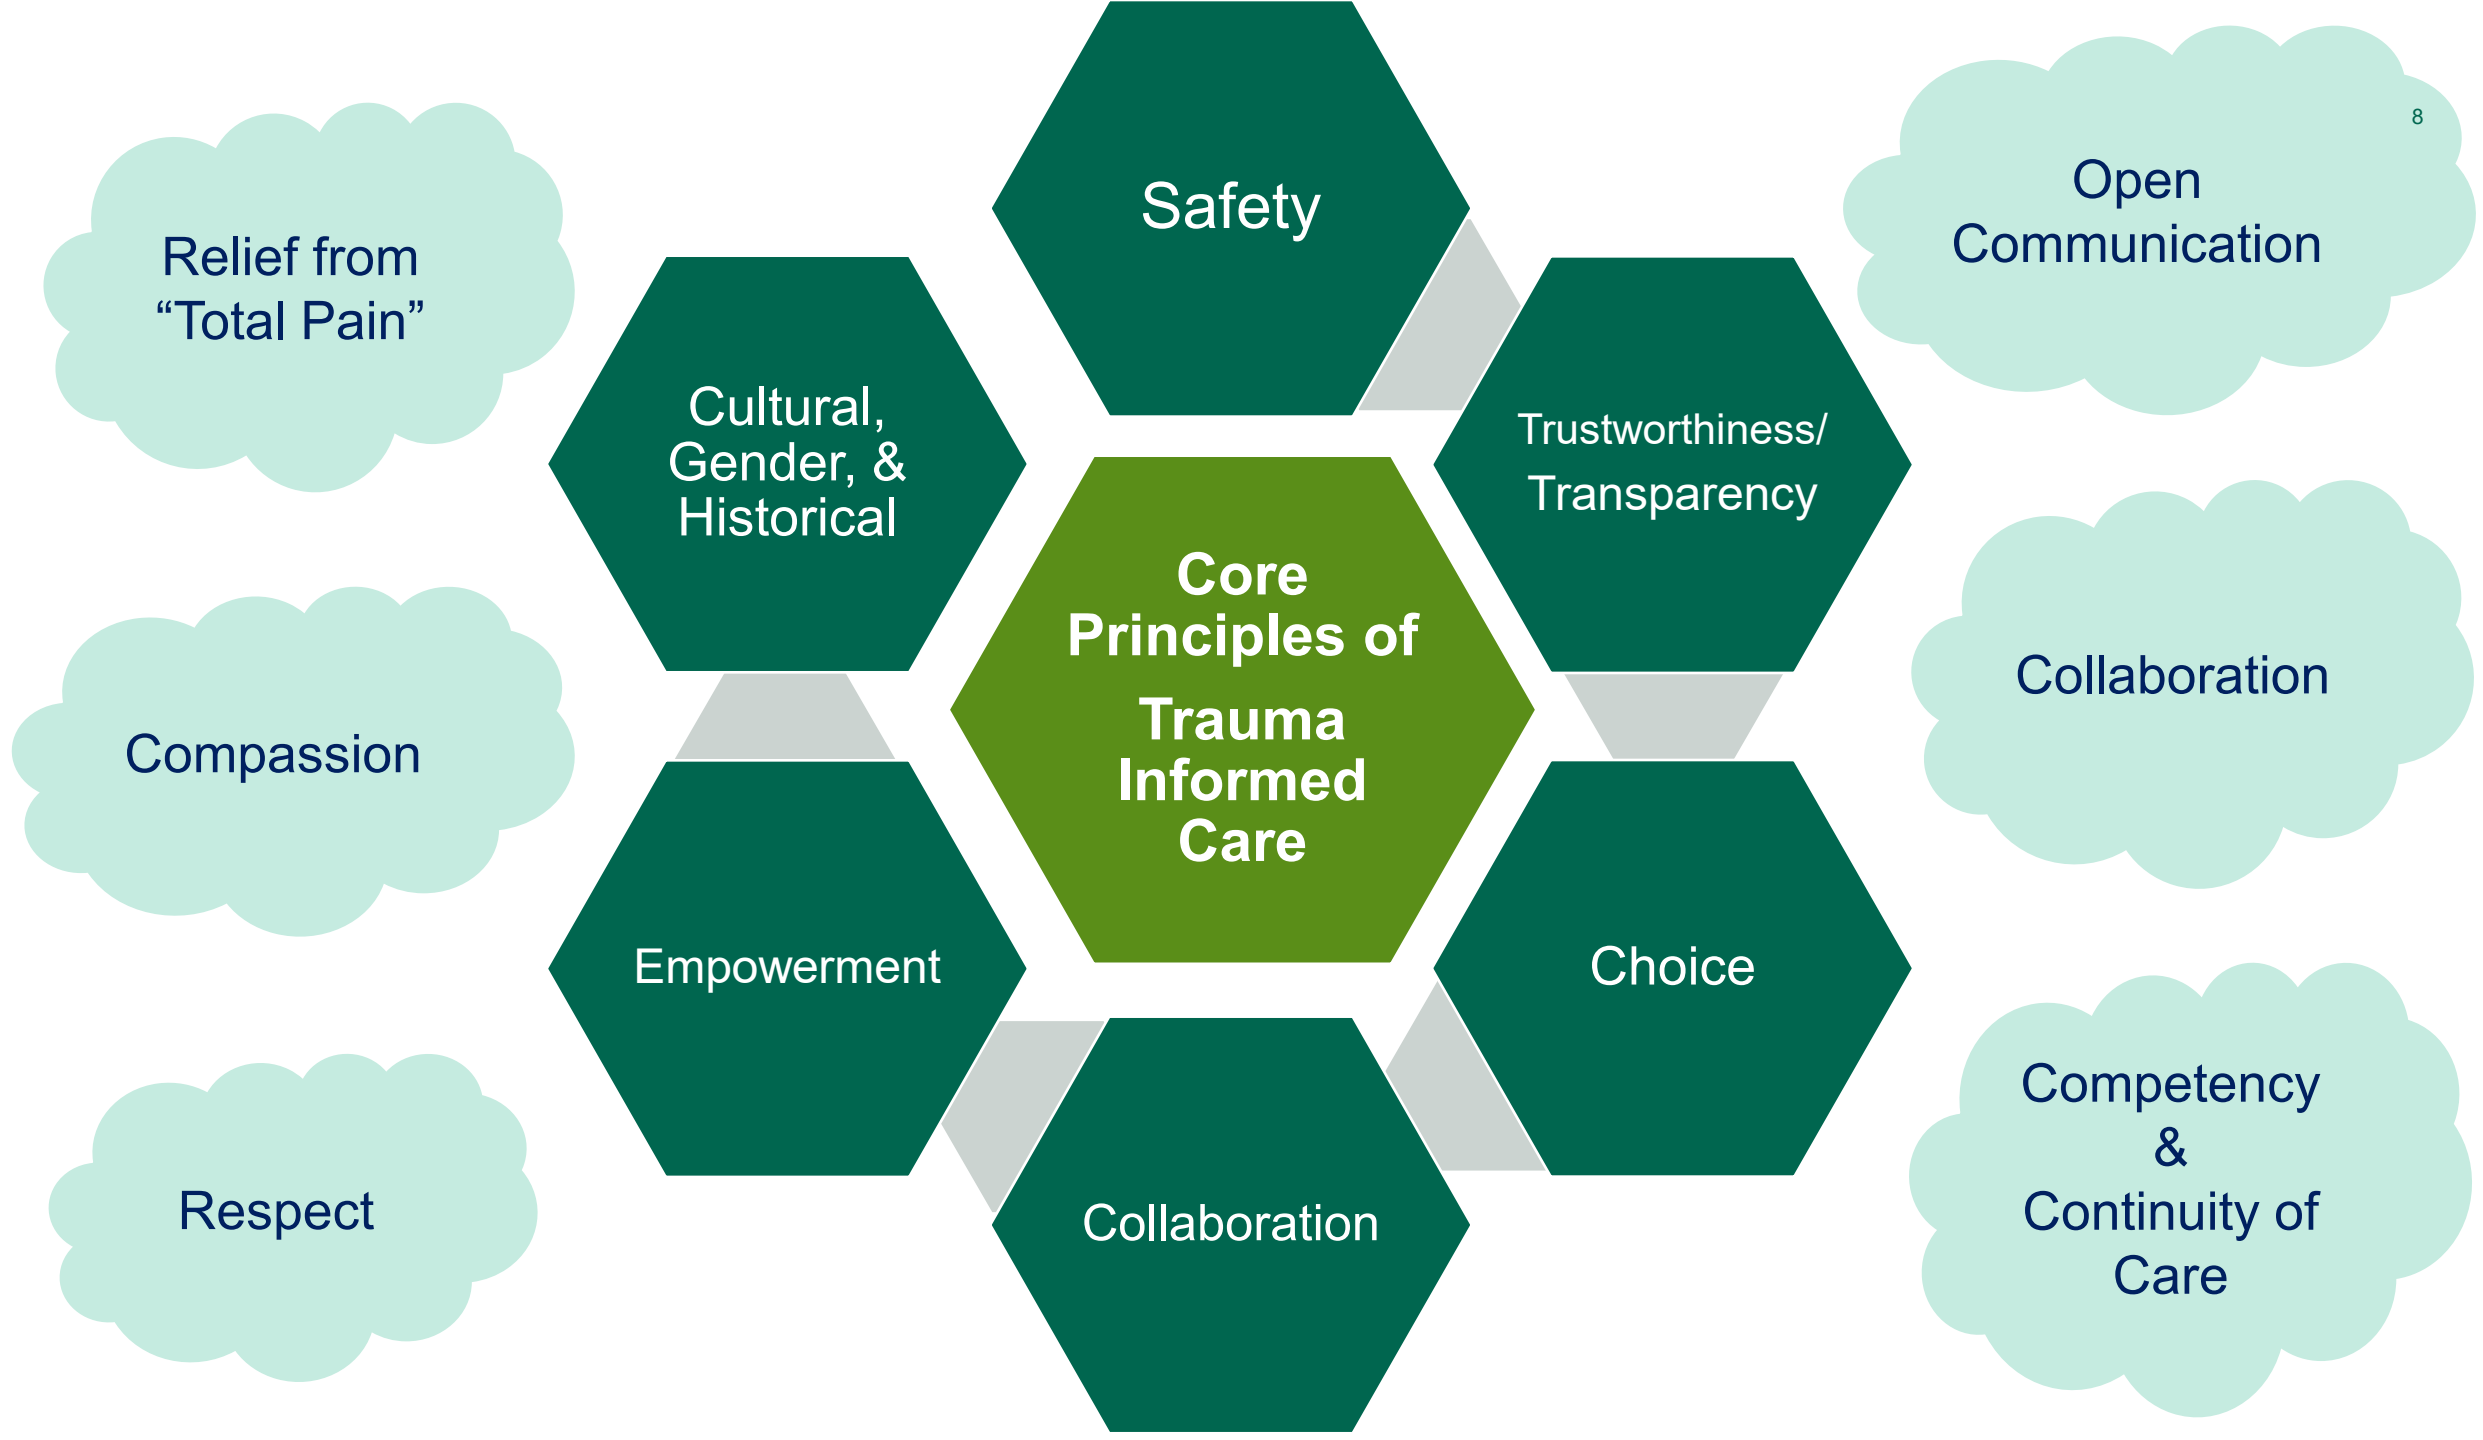 8
Safety
Trustworthiness/
Transparency
Choice
Collaboration
Empowerment
Cultural,
Gender, &
Historical
Core
Principles of
Trauma
Informed
Care
Relief from
“Total Pain”
Compassion
Respect
Open
Communication
Collaboration
Competency
&
Continuity of
Care